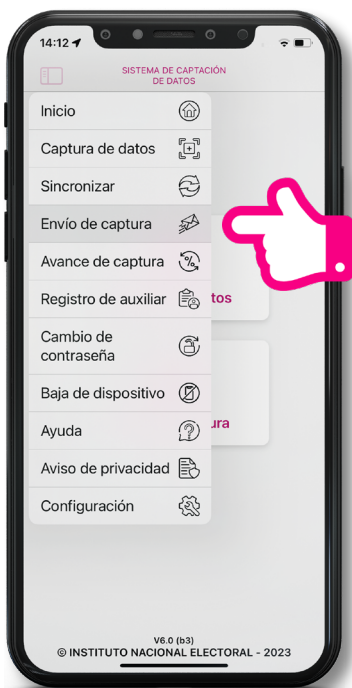 14:12
SISTEMA DE CAPTACIÓN
DE DATOS
Inicio
Captura de datos
Sincronizar
Envío de captura
Avance de captura
Registro de auxiliar
tos
Cambio de
contraseña
Baja de dispositivo
Ayuda
ura
Aviso de privacidad
Configuración
V6.0 (b3)
© INSTITUTO NACIONAL ELECTORAL - 2023